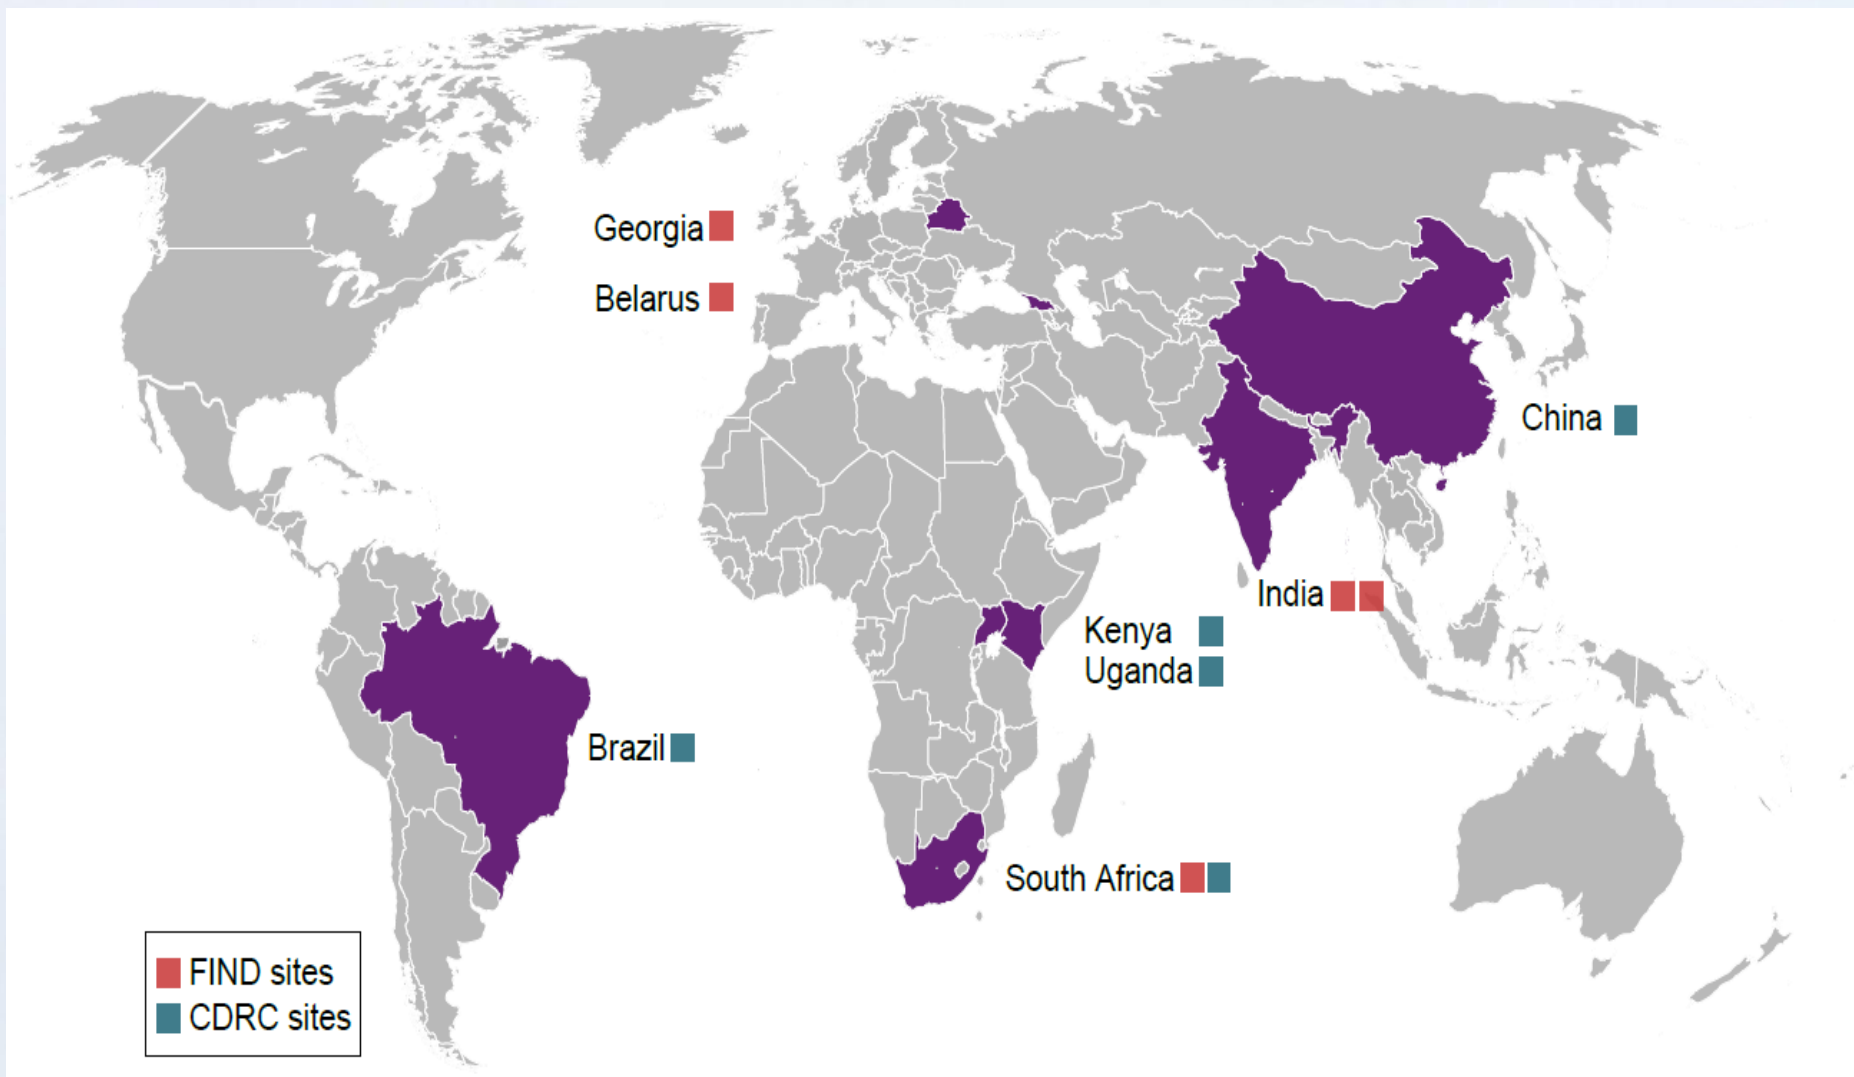 Georgia
Belarus
China
India
Kenya
Uganda
Brazil
South Africa
FIND sites
CDRC sites